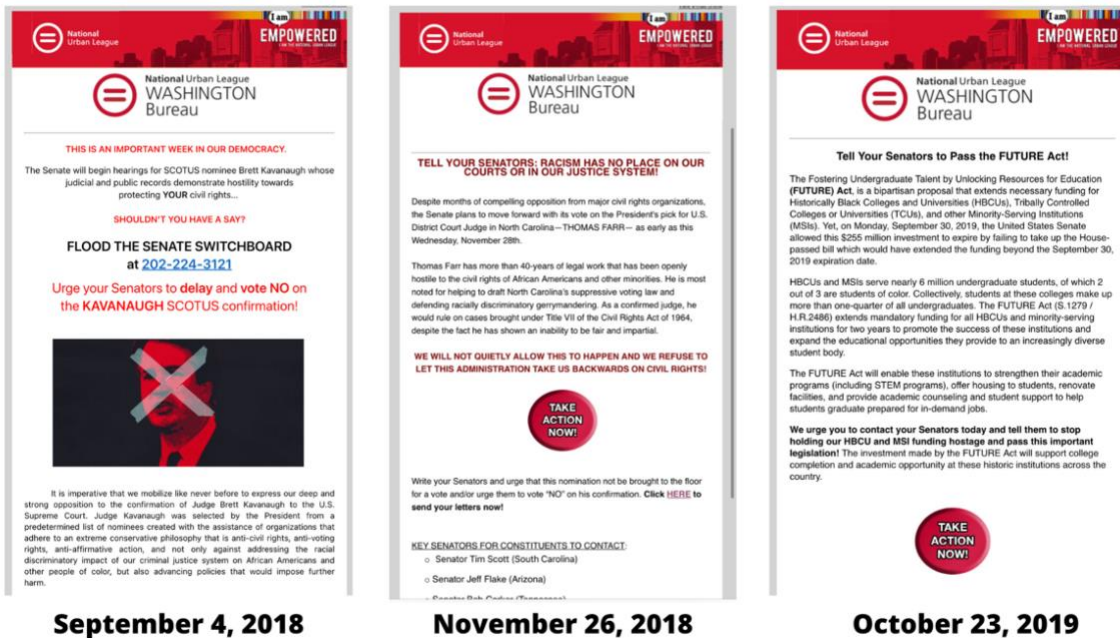 National
Urban League
I am
EMPOWERED
I AM THE NATIONAL URBAN LEAGUE
National Urban League
WASHINGTON
Bureau
THIS IS AN IMPORTANT WEEK IN OUR DEMOCRACY.
The Senate will begin hearings for SCOTUS nominee Brett Kavanaugh whose
judicial and public records demonstrate hostility towards
protecting YOUR civil rights...
SHOULDN'T YOU HAVE A SAY?
FLOOD THE SENATE SWITCHBOARD
at 202-224-3121
Urge your Senators to delay and vote NO on
the KAVANAUGH SCOTUS confirmation!
It is imperative that we mobilize like never before to express our deep and
strong opposition to the confirmation of Judge Brett Kavanaugh to the U.S.
Supreme Court. Judge Kavanaugh was selected by the President from a
predetermined list of nominees created with the assistance of organizations that
adhere to an extreme conservative philosophy that is anti-civil rights, anti-voting
rights, anti-affirmative action, and not only against addressing the racial
discriminatory impact of our criminal justice system on African Americans and
other people of color, but also advancing policies that would impose further
harm.
September 4, 2018
National
Urban League
I am
EMPOWERED
I AM THE NATIONAL URBAN LEAGUE
National Urban League
WASHINGTON
Bureau
TELL YOUR SENATORS: RACISM HAS NO PLACE ON OUR
COURTS OR IN OUR JUSTICE SYSTEM!
Despite months of compelling opposition from major civil rights organizations,
the Senate plans to move forward with its vote on the President's pick for U.S.
District Court Judge in North Carolina—THOMAS FARR— as early as this
Wednesday, November 28th.
Thomas Farr has more than 40-years of legal work that has been openly
hostile to the civil rights of African Americans and other minorities. He is most
noted for helping to draft North Carolina's suppressive voting law and
defending racially discriminatory gerrymandering. As a confirmed judge, he
would rule on cases brought under Title VII of the Civil Rights Act of 1964,
despite the fact he has shown an inability to be fair and impartial.
WE WILL NOT QUIETLY ALLOW THIS TO HAPPEN AND WE REFUSE TO
LET THIS ADMINISTRATION TAKE US BACKWARDS ON CIVIL RIGHTS!
TAKE
ACTION
NOW!
Write your Senators and urge that this nomination not be brought to the floor
for a vote and/or urge them to vote "NO" on his confirmation. Click HERE to
send your letters now!
KEY SENATORS FOR CONSTITUENTS TO CONTACT:
o Senator Tim Scott (South Carolina)
o Senator Jeff Flake (Arizona)
o Senator Bob Corker (Tennessee)
November 26, 2018
National
Urban League
I am
EMPOWERED
I AM THE NATIONAL URBAN LEAGUE
National Urban League
WASHINGTON
Bureau
Tell Your Senators to Pass the FUTURE Act!
The Fostering Undergraduate Talent by Unlocking Resources for Education
(FUTURE) Act, is a bipartisan proposal that extends necessary funding for
Historically Black Colleges and Universities (HBCUs), Tribally Controlled
Colleges or Universities (TCUs), and other Minority-Serving Institutions
(MSIs). Yet, on Monday, September 30, 2019, the United States Senate
allowed this $255 million investment to expire by failing to take up the House-
passed bill which would have extended the funding beyond the September 30,
2019 expiration date.
HBCUs and MSIs serve nearly 6 million undergraduate students, of which 2
out of 3 are students of color. Collectively, students at these colleges make up
more than one-quarter of all undergraduates. The FUTURE Act (S.1279 /
H.R.2486) extends mandatory funding for all HBCUs and minority-serving
institutions for two years to promote the success of these institutions and
expand the educational opportunities they provide to an increasingly diverse
student body.
The FUTURE Act will enable these institutions to strengthen their academic
programs (including STEM programs), offer housing to students, renovate
facilities, and provide academic counseling and student support to help
students graduate prepared for in-demand jobs.
We urge you to contact your Senators today and tell them to stop
holding our HBCU and MSI funding hostage and pass this important
legislation! The investment made by the FUTURE Act will support college
completion and academic opportunity at these historic institutions across the
country.
TAKE
ACTION
NOW!
October 23, 2019